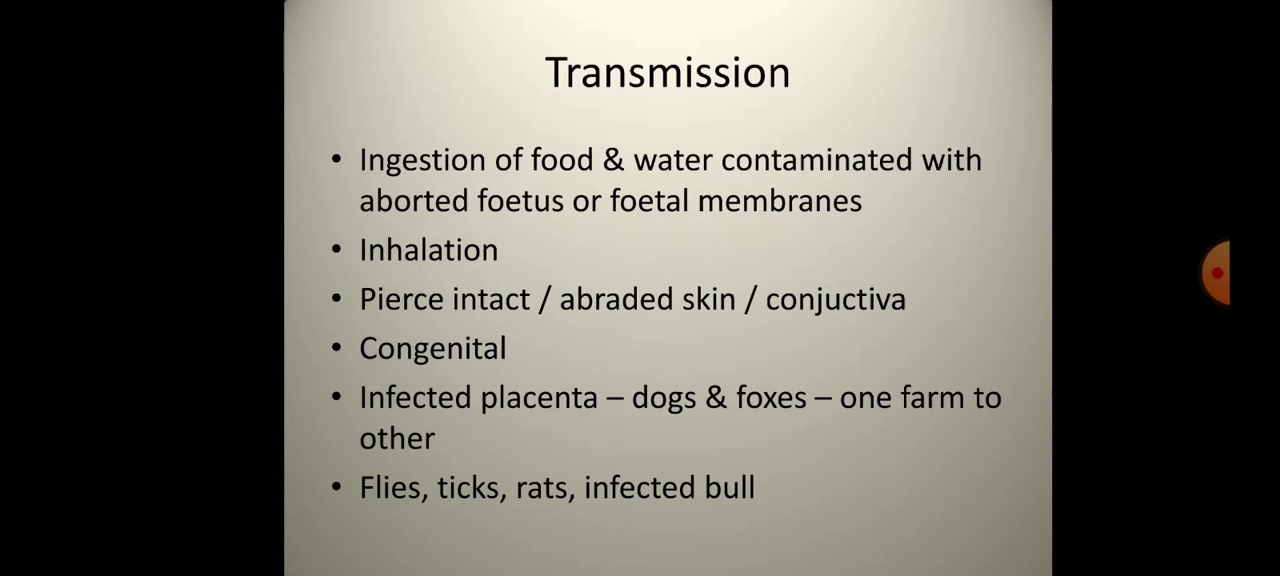 Transmission
• Ingestion of food & water contaminated with
aborted foetus or foetal membranes
• Inhalation
• Pierce intact / abraded skin / conjuctiva
• Congenital
• Infected placenta – dogs & foxes – one farm to
other
• Flies, ticks, rats, infected bull